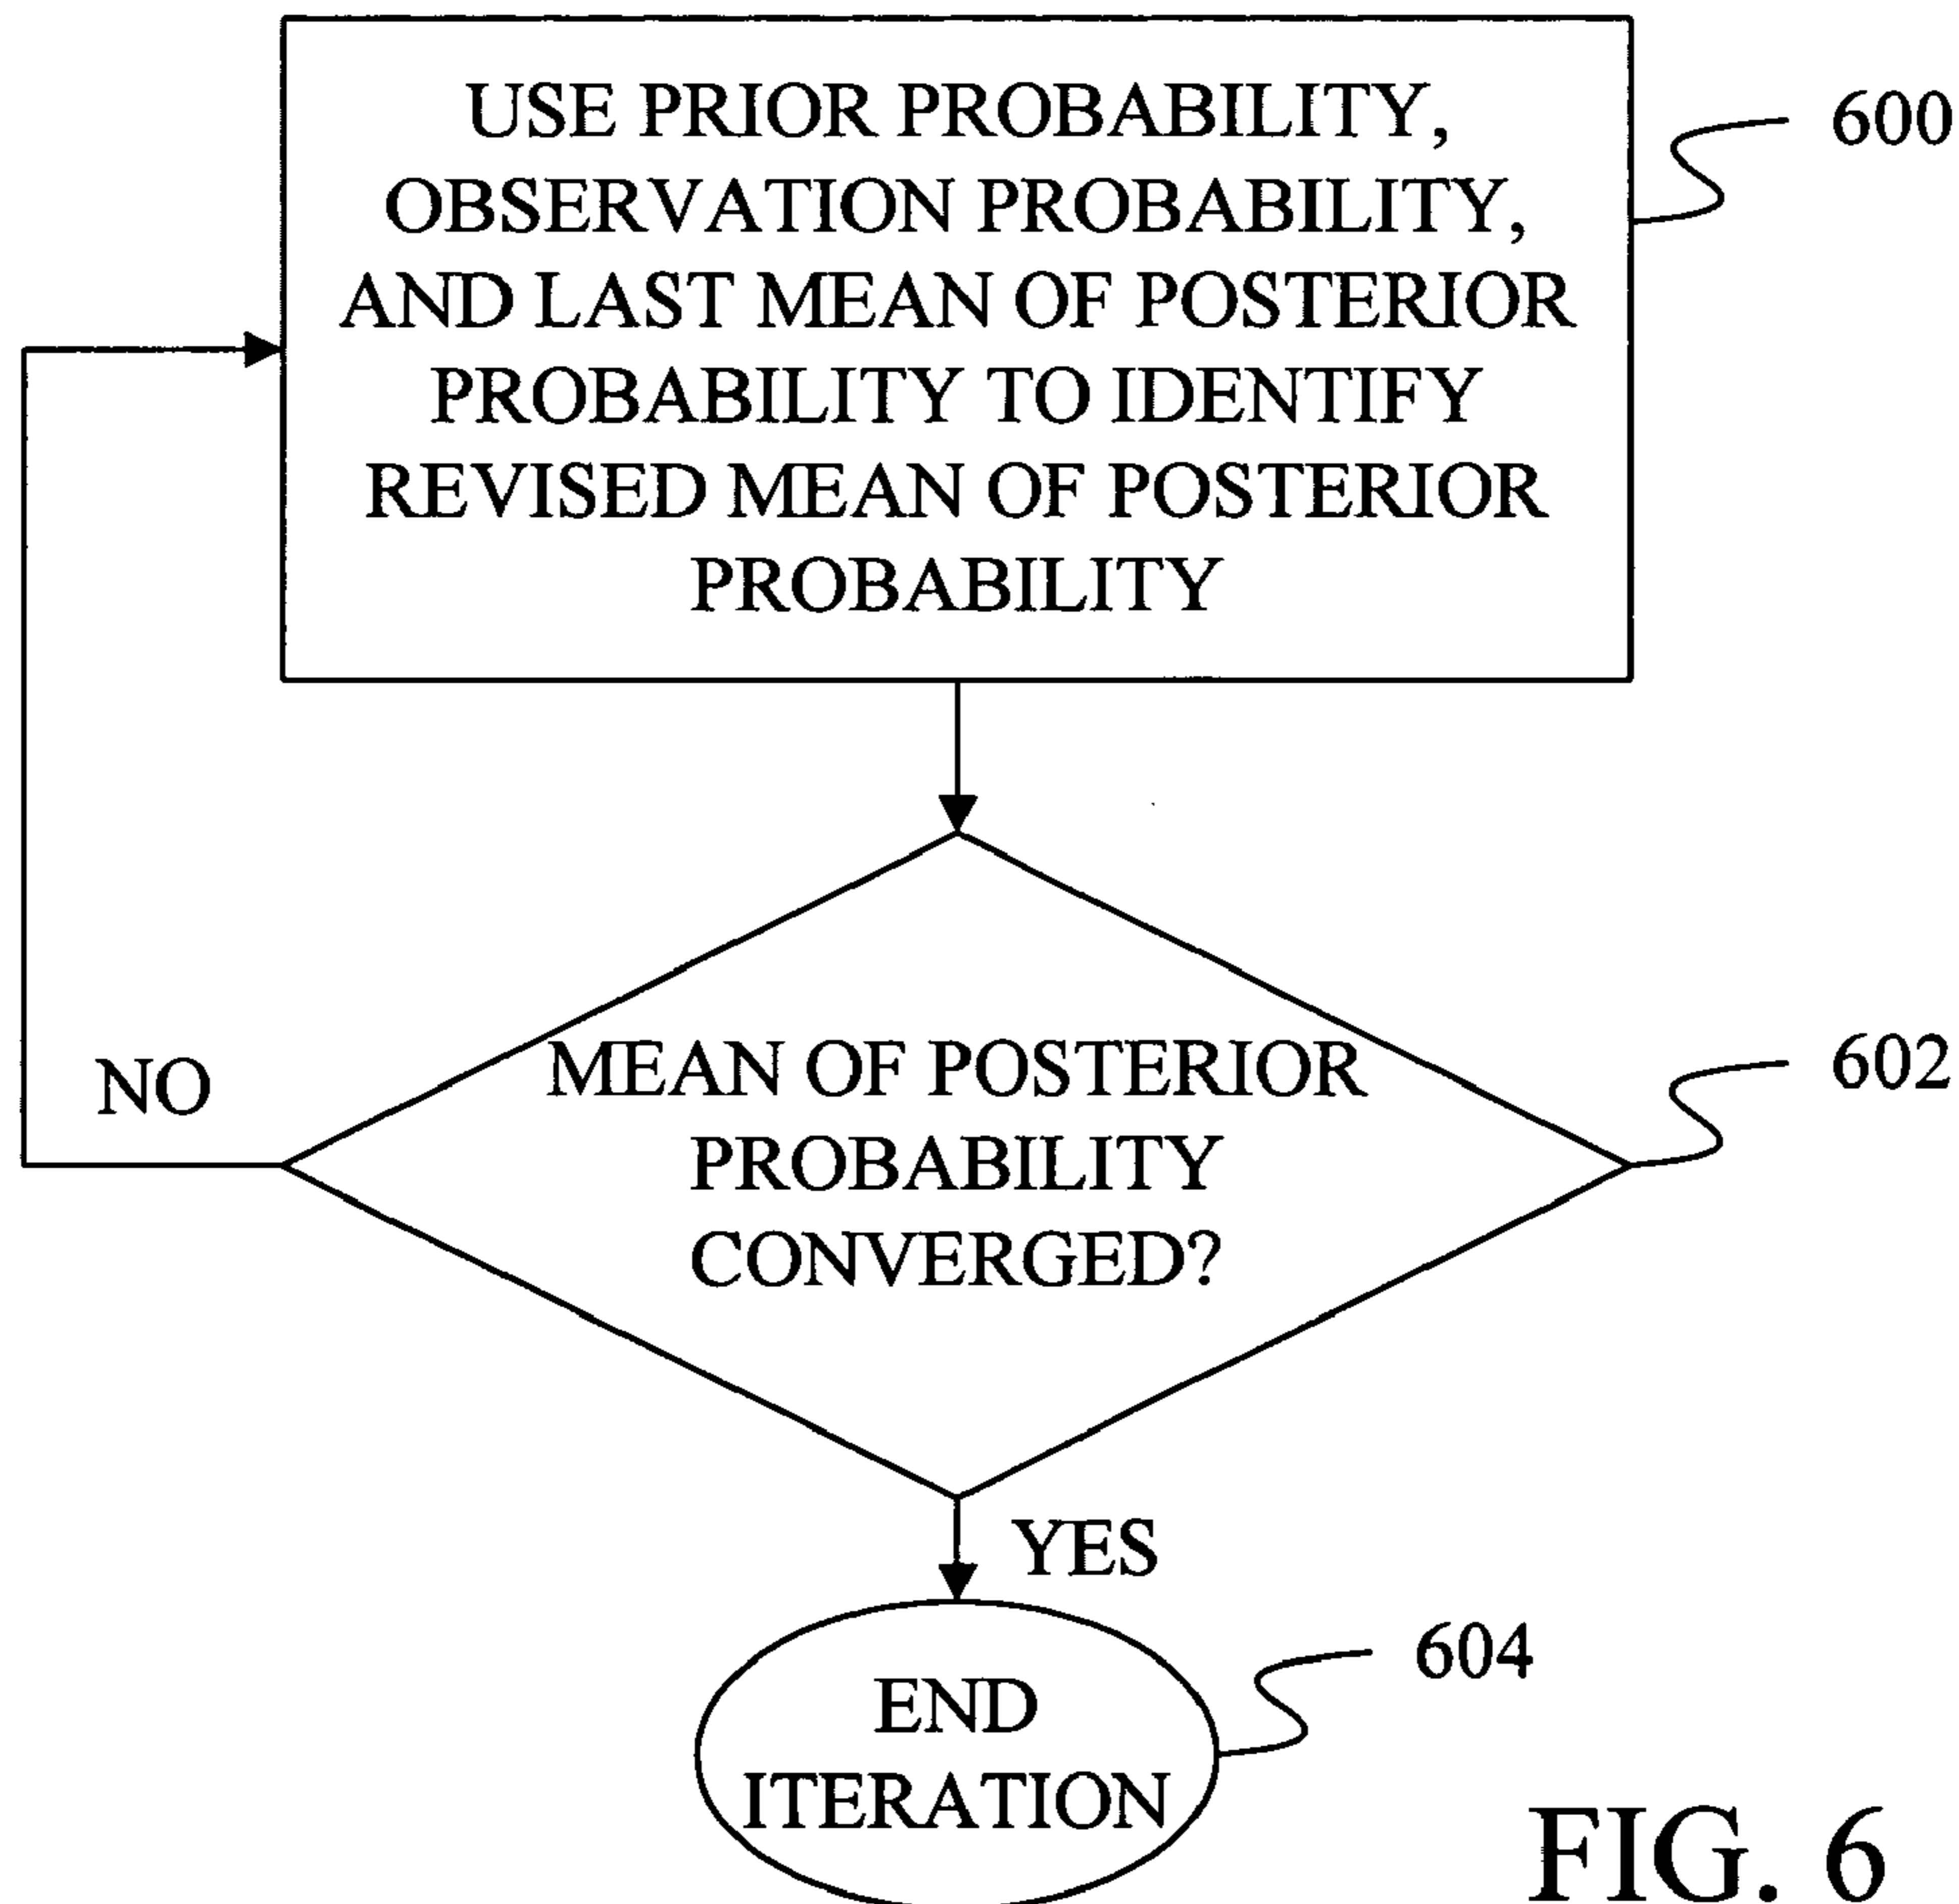 USE PRIOR PROBABILITY,
OBSERVATION PROBABILITY,
AND LAST MEAN OF POSTERIOR
PROBABILITY TO IDENTIFY
REVISED MEAN OF POSTERIOR
PROBABILITY
600
MEAN OF POSTERIOR
PROBABILITY
CONVERGED?
602
NO
YES
END
ITERATION
604
FIG. 6